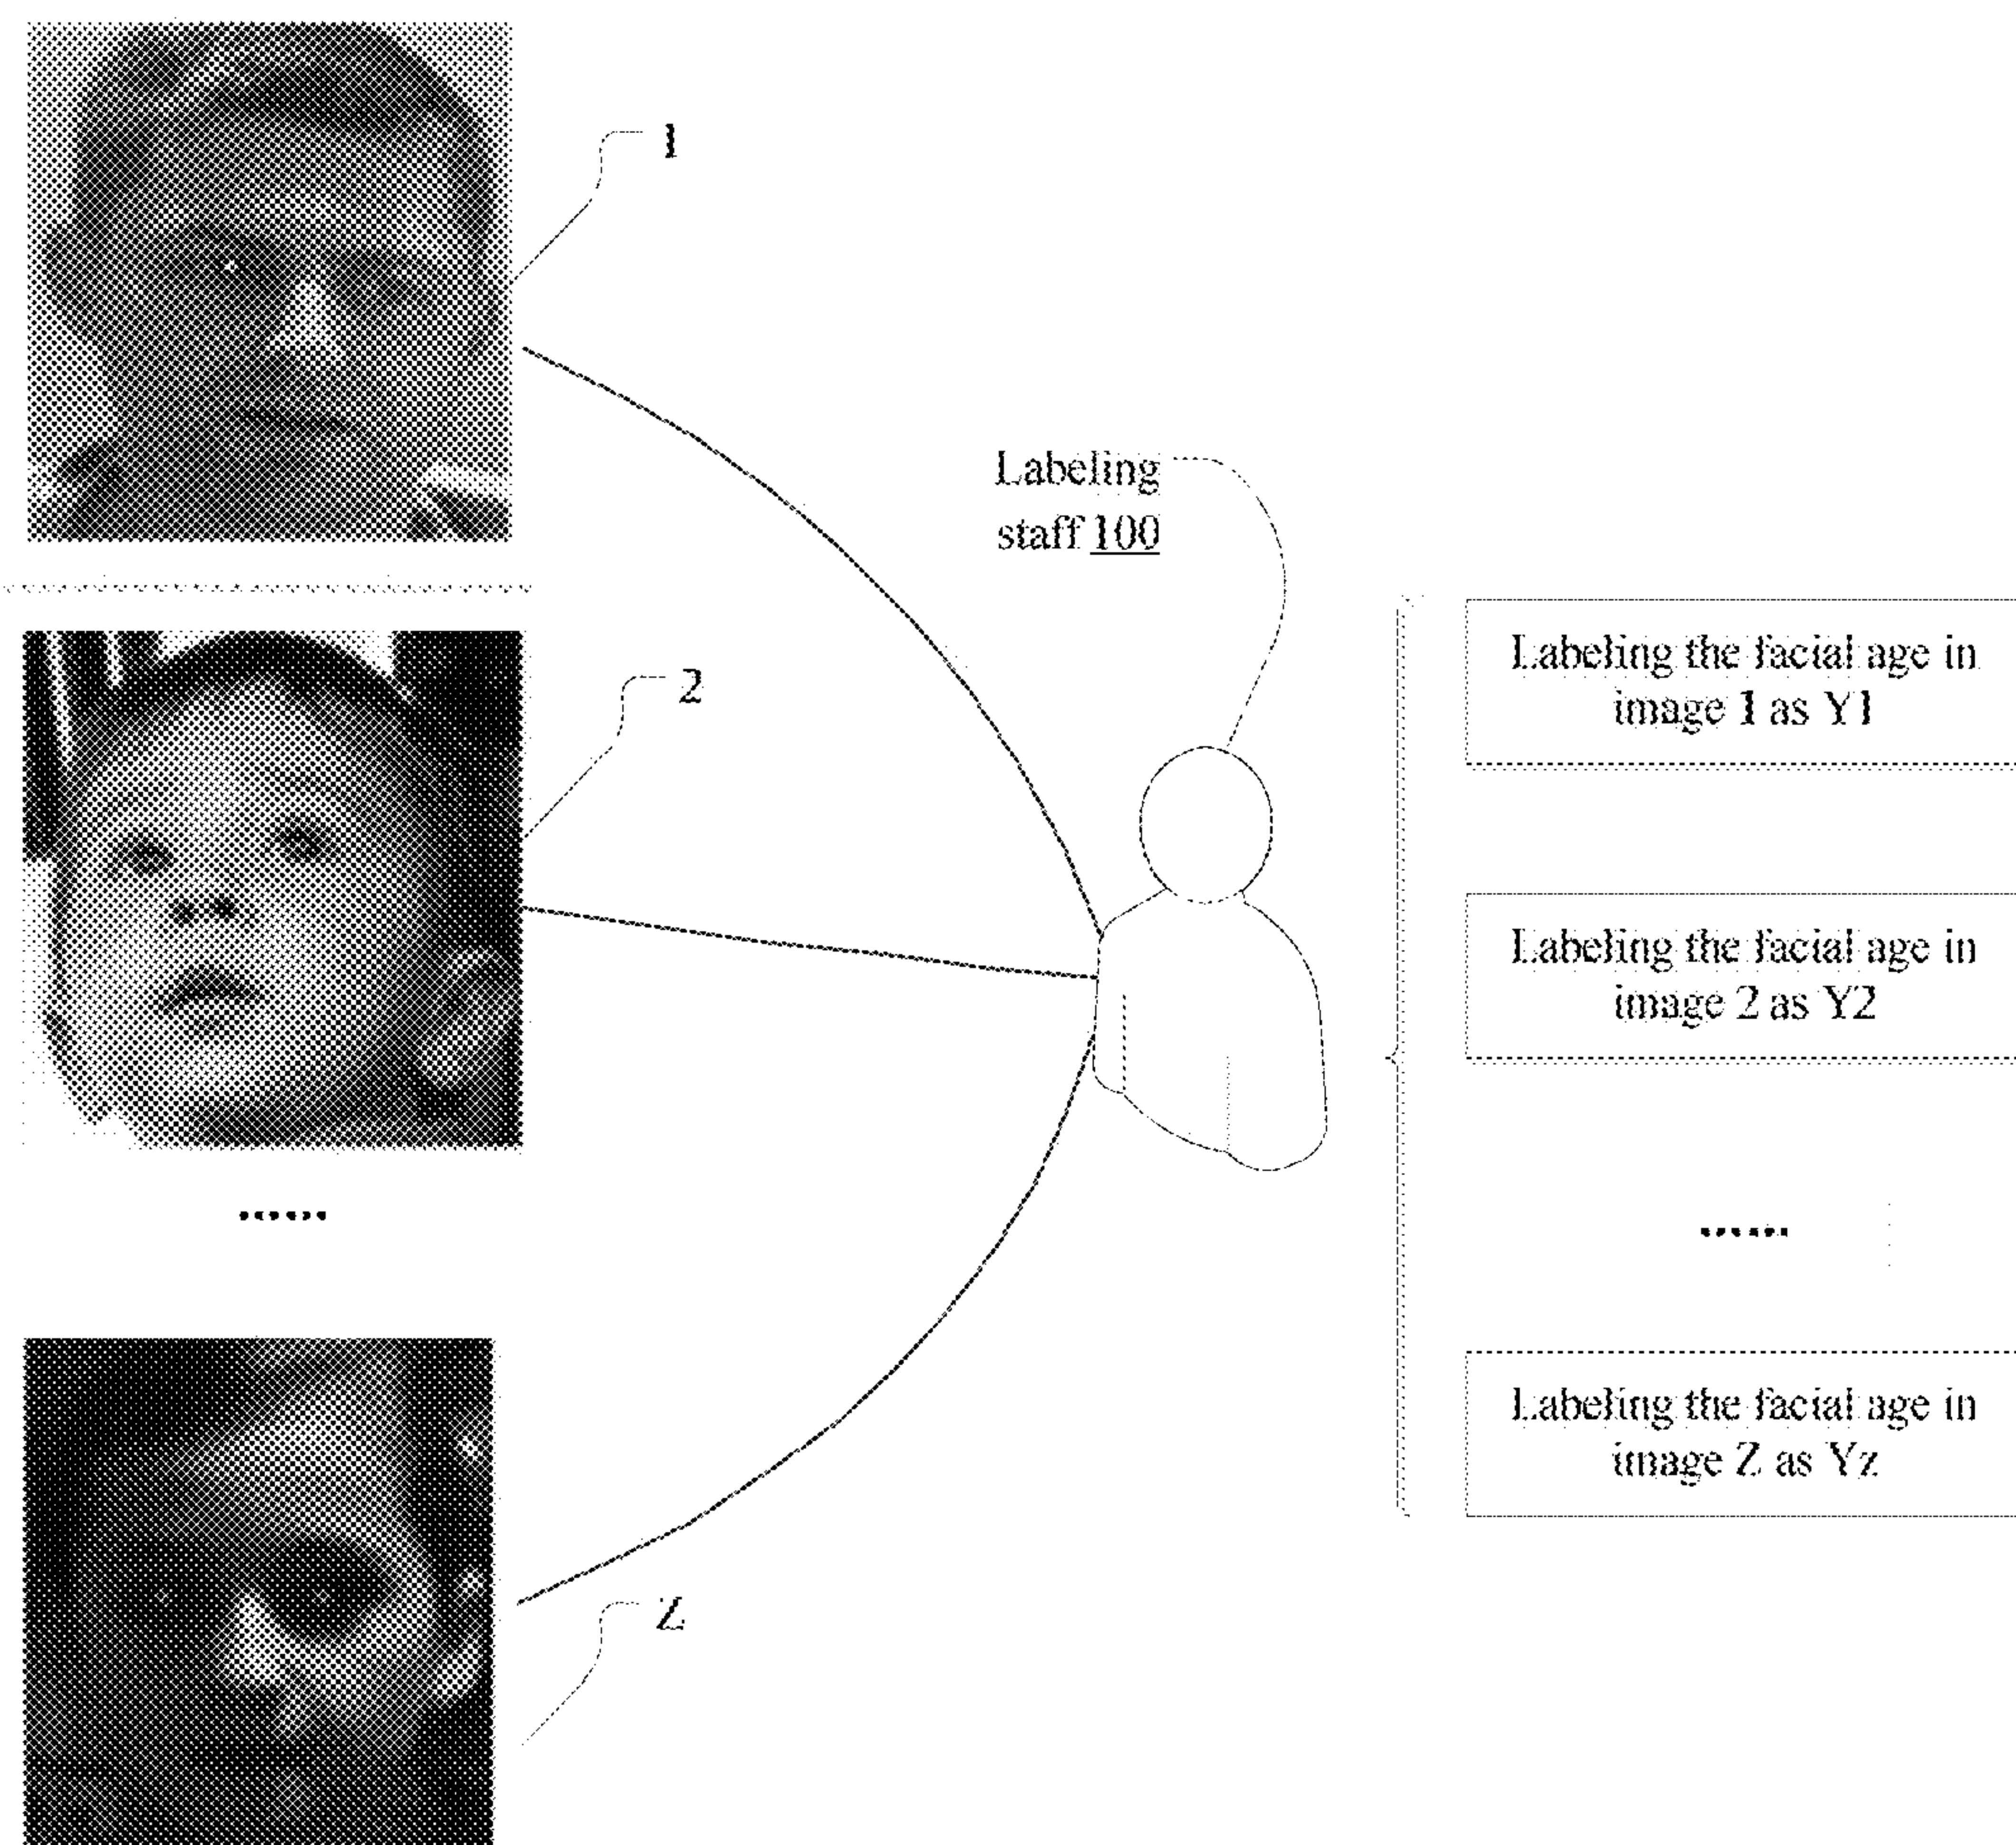 1
Labeling
staff 100
2
Labeling the facial age in
image 1 as Y1
Labeling the facial age in
image 2 as Y2
......
......
Labeling the facial age in
image Z as Yz
Z